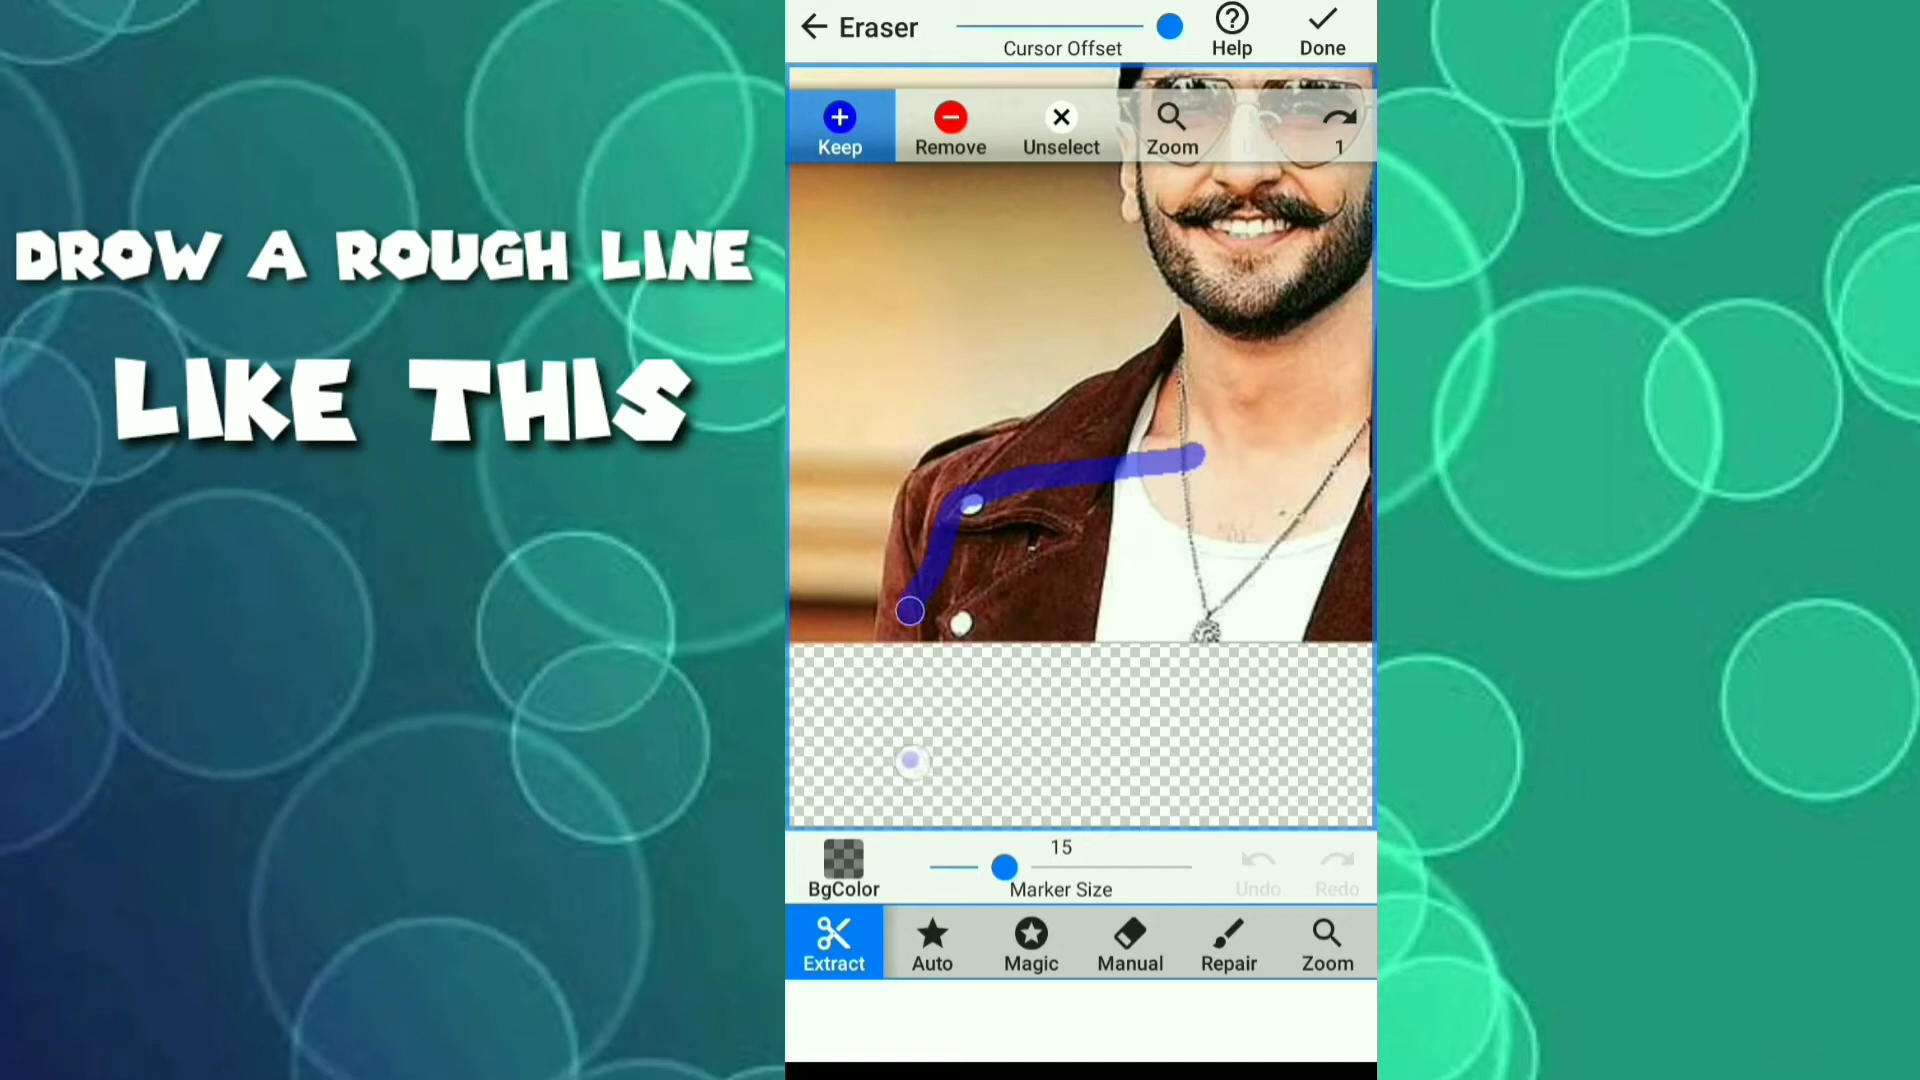 DROW A ROUGH LINE
LIKE THIS
Eraser
Cursor Offset
Help
Done
Keep
Remove
Unselect
Zoom
1
15
BgColor
Marker Size
Undo
Redo
Extract
Auto
Magic
Manual
Repair
Zoom